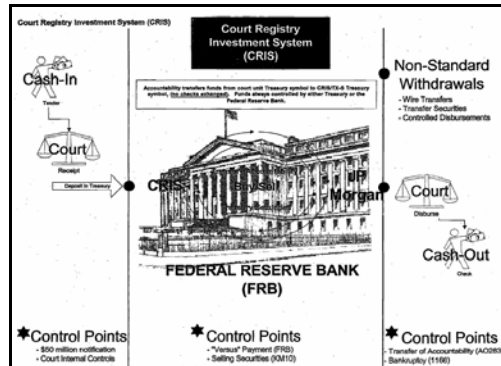 Court Registry Investment System (CRIS)
Court Registry
Investment System
(CRIS)
Cash-In
Tender
Court
Receipt
Deposit in Treasury
Accountability transfers funds from court unit Treasury symbol to CRIS/TX-S Treasury
symbol, (no checks exhanged). Funds always controlled by either Treasury or the
Federal Reserve Bank.
CRIS
Buy/Sell
JP
Morgan
FEDERAL RESERVE BANK
(FRB)
Non-Standard
Withdrawals
- Wire Transfers
- Transfer Securities
- Controlled Disbursements
Court
Disburse
Cash-Out
Check
Control Points
- $50 million notification
- Court Internal Controls
Control Points
- "Versus" Payment (FRB)
- Selling Securities (KM10)
Control Points
- Transfer of Accountability (AO283
- Bankruptcy (1166)